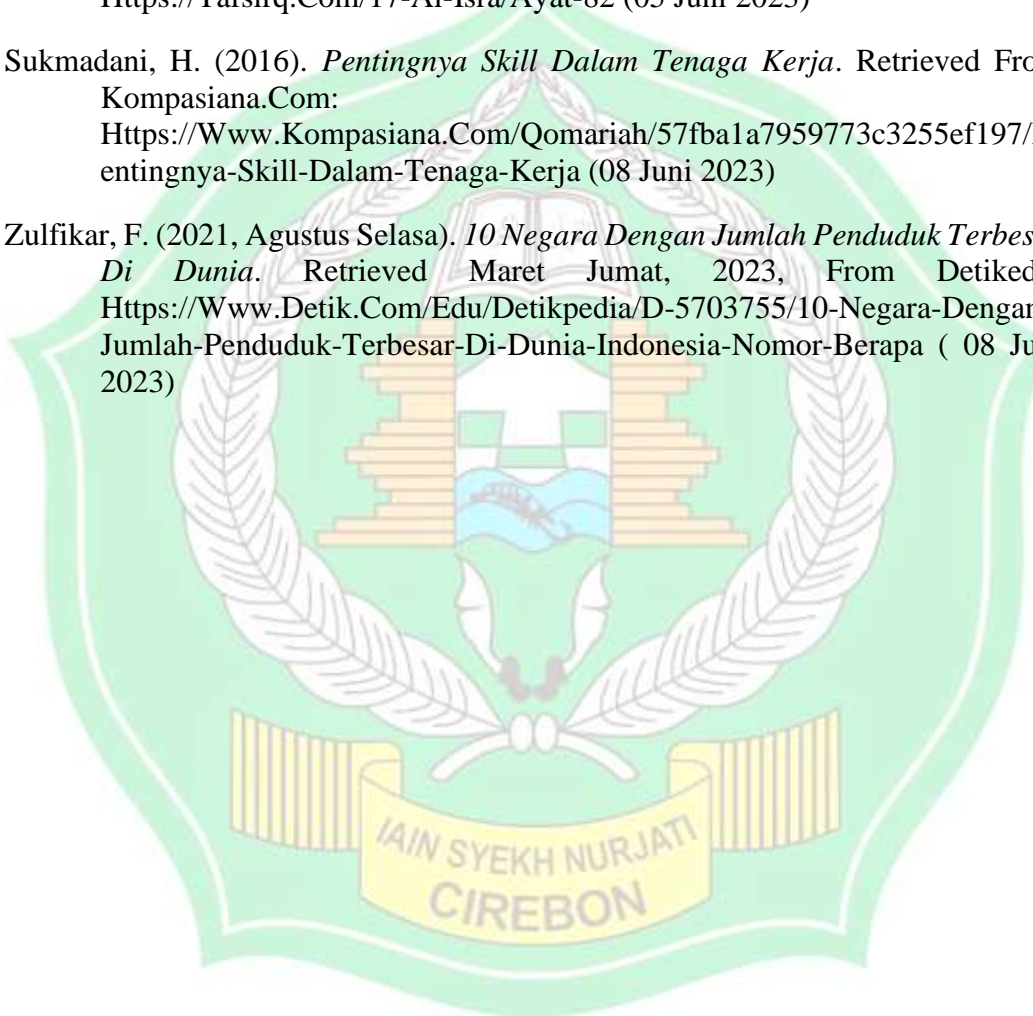 Https://Tafsirq.Com/17-Al-Isra/Ayat-82 (05 Juni 2023)
Sukmadani, H. (2016). Pentingnya Skill Dalam Tenaga Kerja. Retrieved Fro
Kompasiana.Com:
Https://Www.Kompasiana.Com/Qomariah/57fba1a7959773c3255ef197/
entingnya-Skill-Dalam-Tenaga-Kerja (08 Juni 2023)
Zulfikar, F. (2021, Agustus Selasa). 10 Negara Dengan Jumlah Penduduk Terbes
Di Dunia. Retrieved Maret Jumat, 2023, From Detiked
Https://Www.Detik.Com/Edu/Detikpedia/D-5703755/10-Negara-Dengan
Jumlah-Penduduk-Terbesar-Di-Dunia-Indonesia-Nomor-Berapa ( 08 Ju
2023)
IAIN SYEKH NURJATI
CIREBON